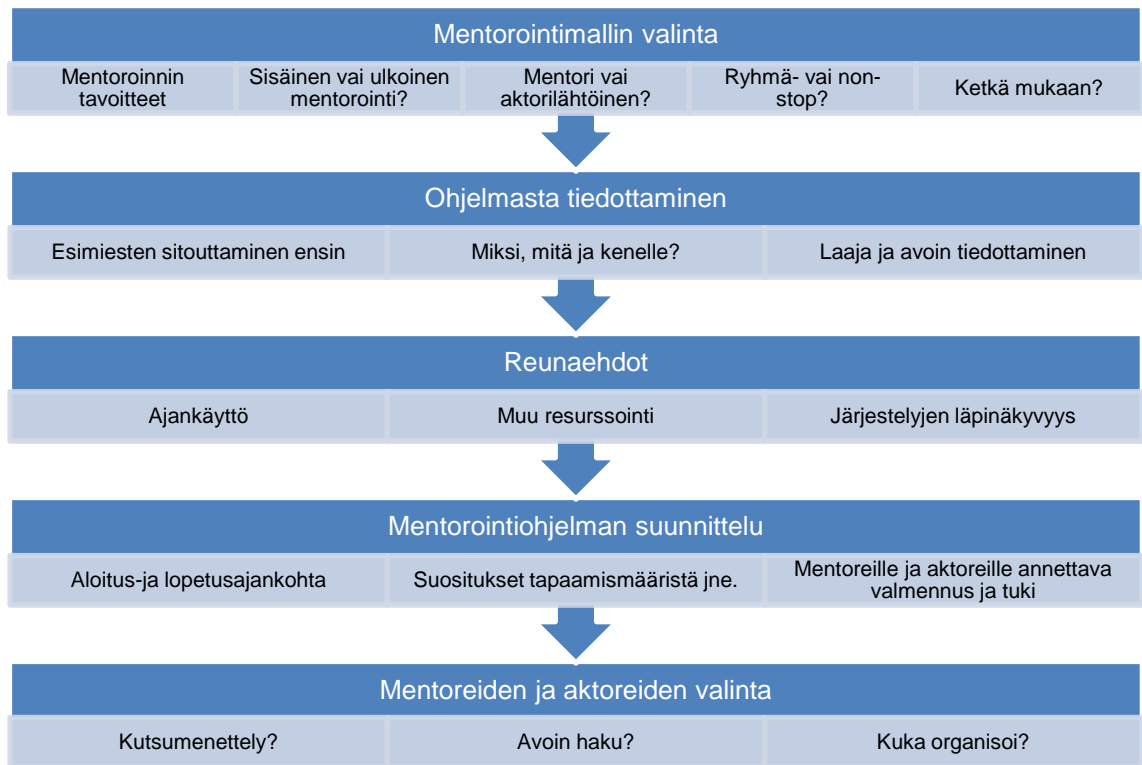 Mentorointimallin valinta
Mentoroinnin
tavoitteet
Sisäinen vai ulkoinen
mentorointi?
Mentori vai
aktorilähtöinen?
Ryhmä- vai non-
stop?
Ketkä mukaan?
Ohjelmasta tiedottaminen
Esimiesten sitouttaminen ensin
Miksi, mitä ja kenelle?
Laaja ja avoin tiedottaminen
Reunaehdot
Ajankäyttö
Muu resurssointi
Järjestelyjen läpinäkyvyys
Mentorointiohjelman suunnittelu
Aloitus-ja lopetusajankohta
Suositukset tapaamismääristä jne.
Mentoreille ja aktoreille annettava
valmennus ja tuki
Mentoreiden ja aktoreiden valinta
Kutsumenettely?
Avoin haku?
Kuka organisoi?